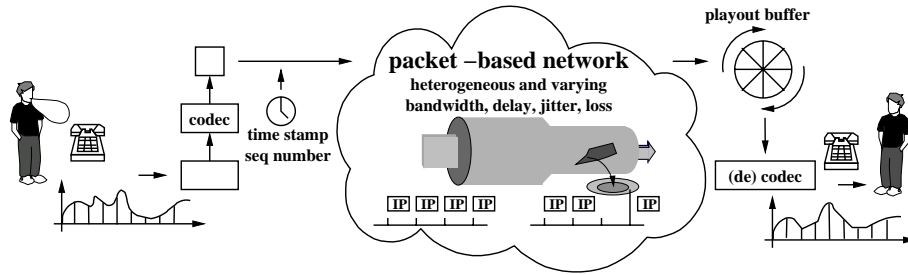 codec
time stamp
seq number
packet –based network
heterogeneous and varying
bandwidth, delay, jitter, loss
IP IP IP IP
IP IP IP
playout buffer
(de) codec